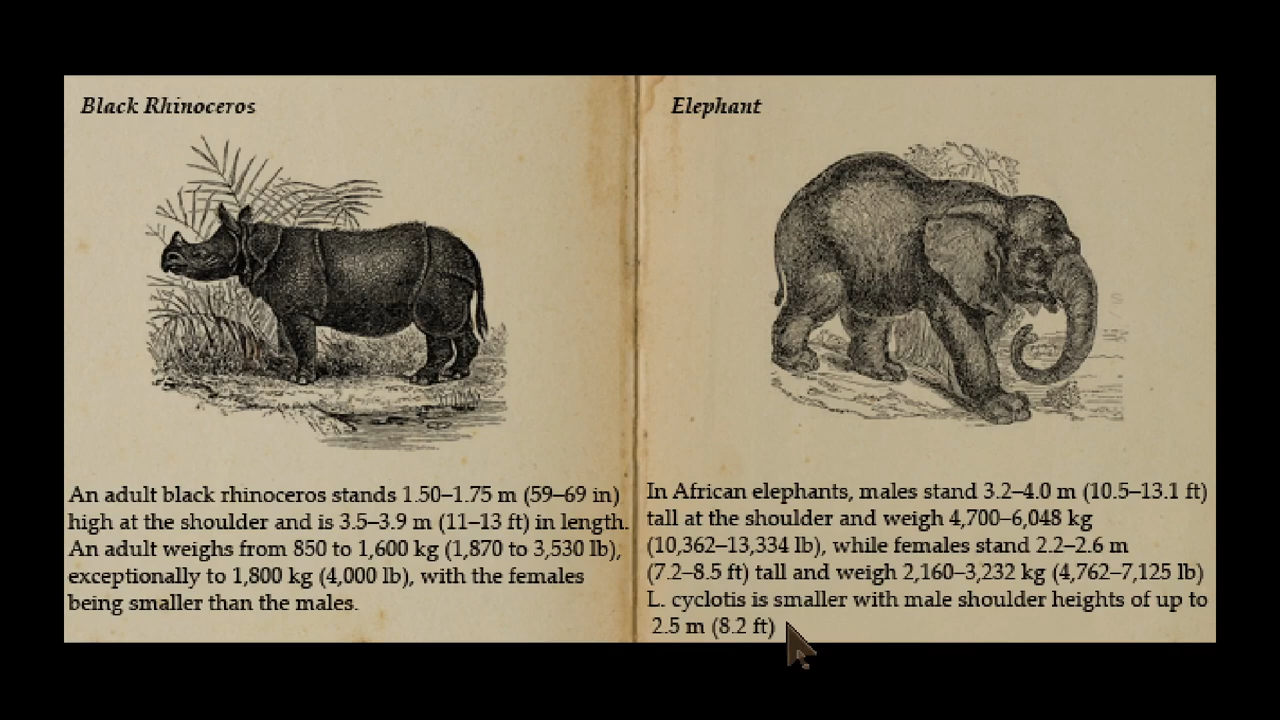 Black Rhinoceros
An adult black rhinoceros stands 1.50–1.75 m (59–69 in)
high at the shoulder and is 3.5–3.9 m (11–13 ft) in length.
An adult weighs from 850 to 1,600 kg (1,870 to 3,530 lb),
exceptionally to 1,800 kg (4,000 lb), with the females
being smaller than the males.
Elephant
In African elephants, males stand 3.2–4.0 m (10.5–13.1 ft)
tall at the shoulder and weigh 4,700–6,048 kg
(10,362–13,334 lb), while females stand 2.2–2.6 m
(7.2–8.5 ft) tall and weigh 2,160–3,232 kg (4,762–7,125 lb)
L. cyclotis is smaller with male shoulder heights of up to
2.5 m (8.2 ft)